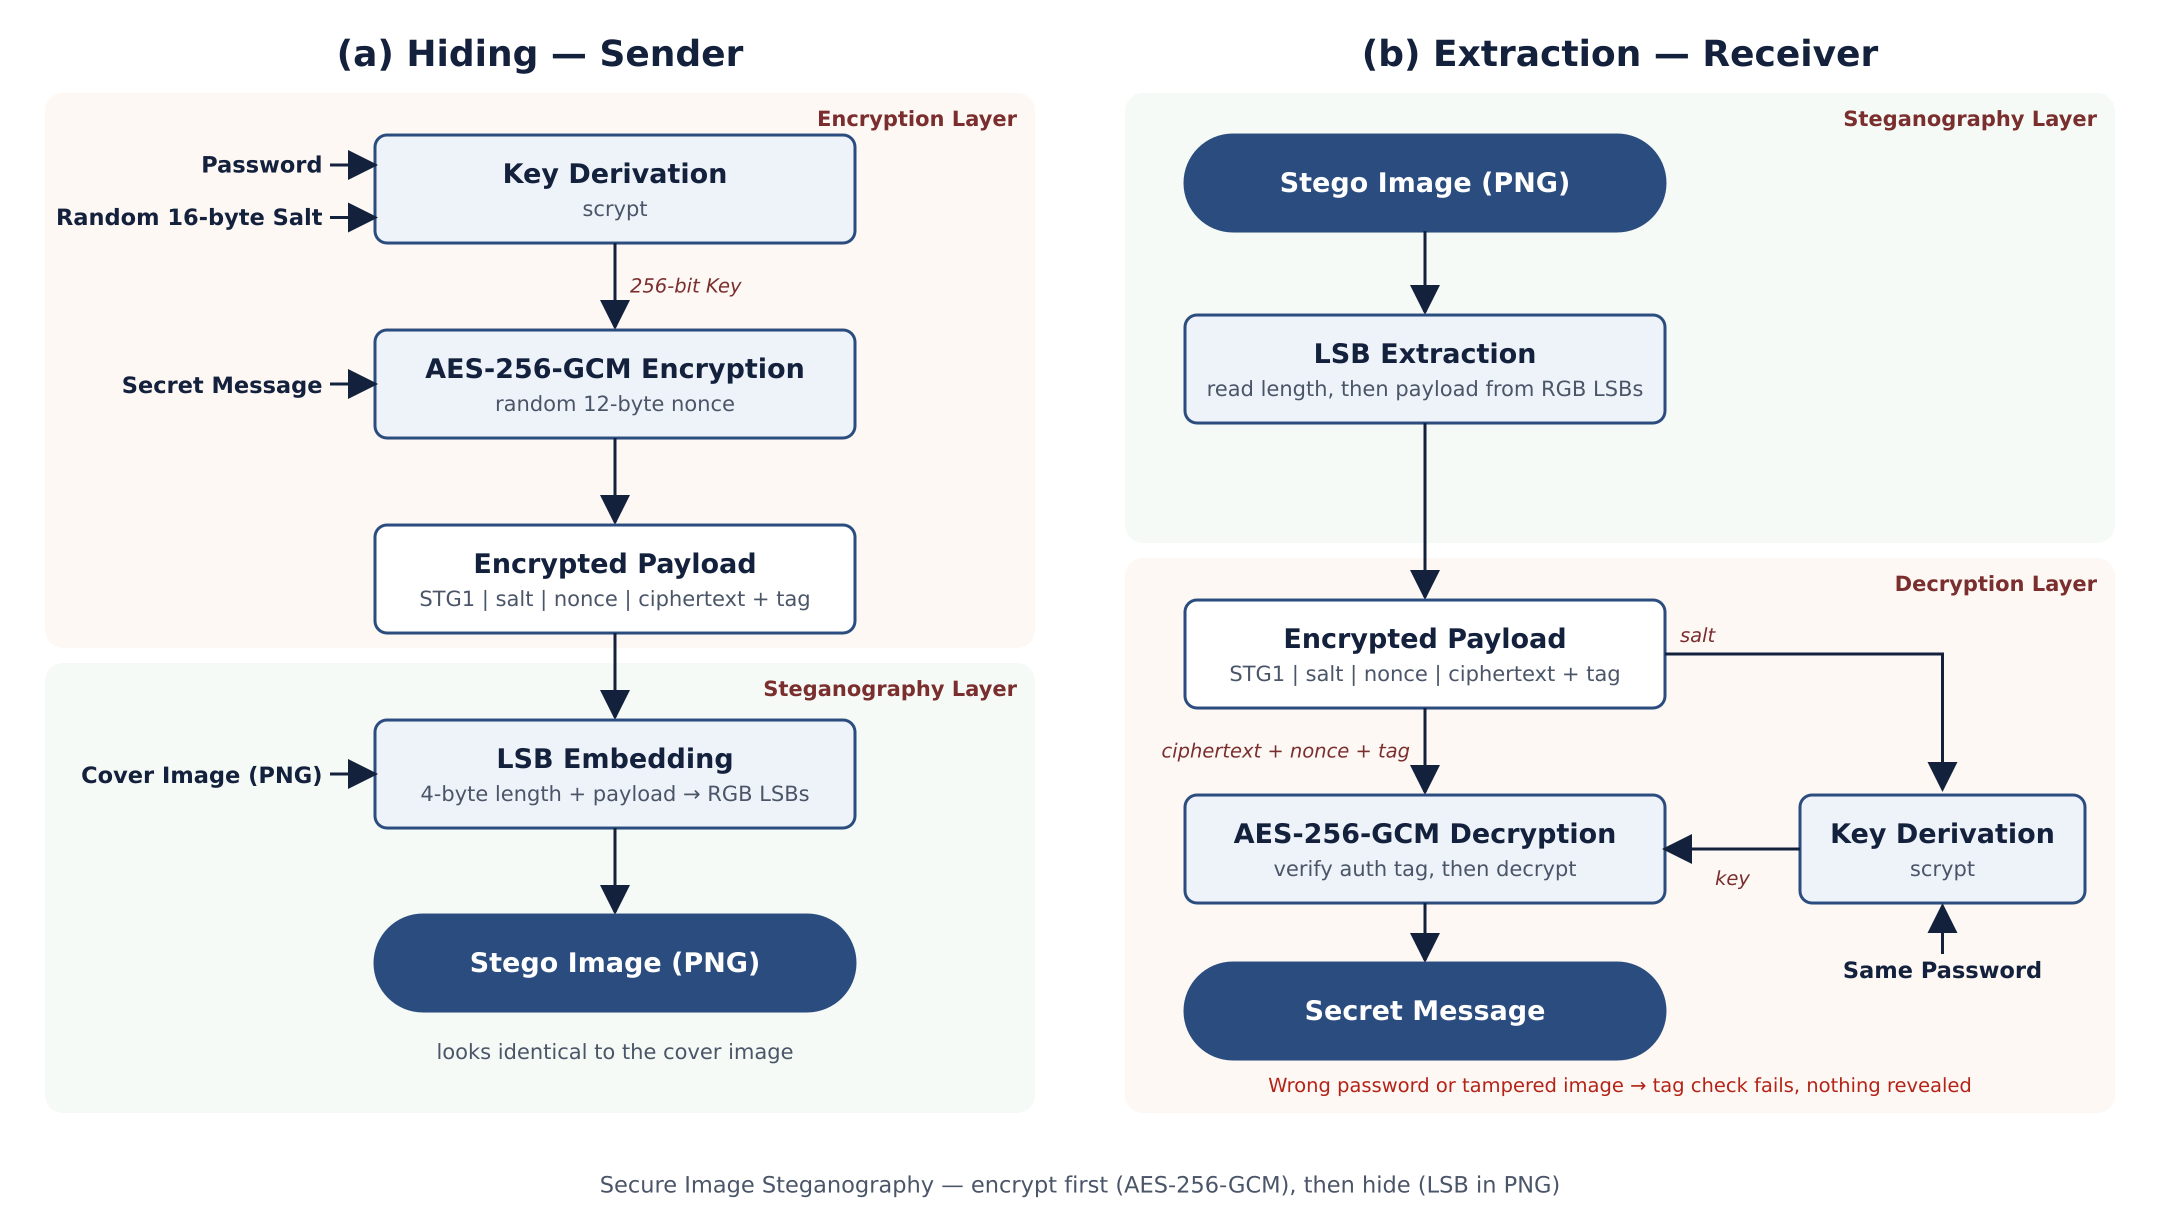 (a) Hiding — Sender
Encryption Layer
Password
Random 16-byte Salt
Key Derivation
scrypt
256-bit Key
Secret Message
AES-256-GCM Encryption
random 12-byte nonce
Encrypted Payload
STG1 | salt | nonce | ciphertext + tag
Steganography Layer
Cover Image (PNG)
LSB Embedding
4-byte length + payload → RGB LSBs
Stego Image (PNG)
looks identical to the cover image
(b) Extraction — Receiver
Steganography Layer
Stego Image (PNG)
LSB Extraction
read length, then payload from RGB LSBs
Decryption Layer
Encrypted Payload
STG1 | salt | nonce | ciphertext + tag
salt
ciphertext + nonce + tag
AES-256-GCM Decryption
verify auth tag, then decrypt
key
Key Derivation
scrypt
Same Password
Secret Message
Wrong password or tampered image → tag check fails, nothing revealed
Secure Image Steganography — encrypt first (AES-256-GCM), then hide (LSB in PNG)